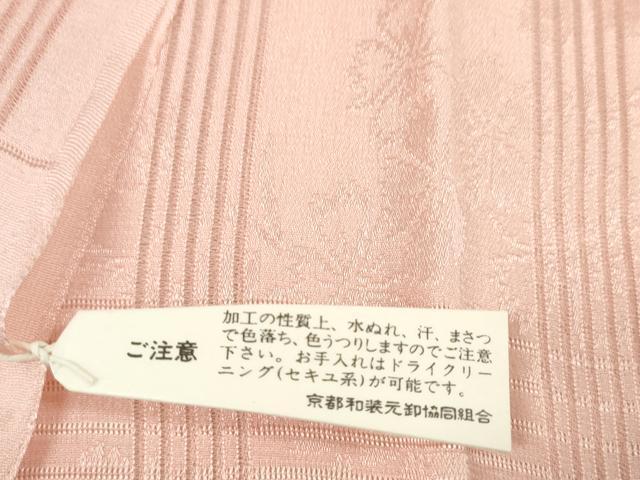 ご注意
加工の性質上、水ぬれ、汗、まさつ
で色落ち、色うつりしますのでご注意
下さい。お手入れはドライクリー
ニング(セキユ系)が可能です。
京都和装元卸協同組合